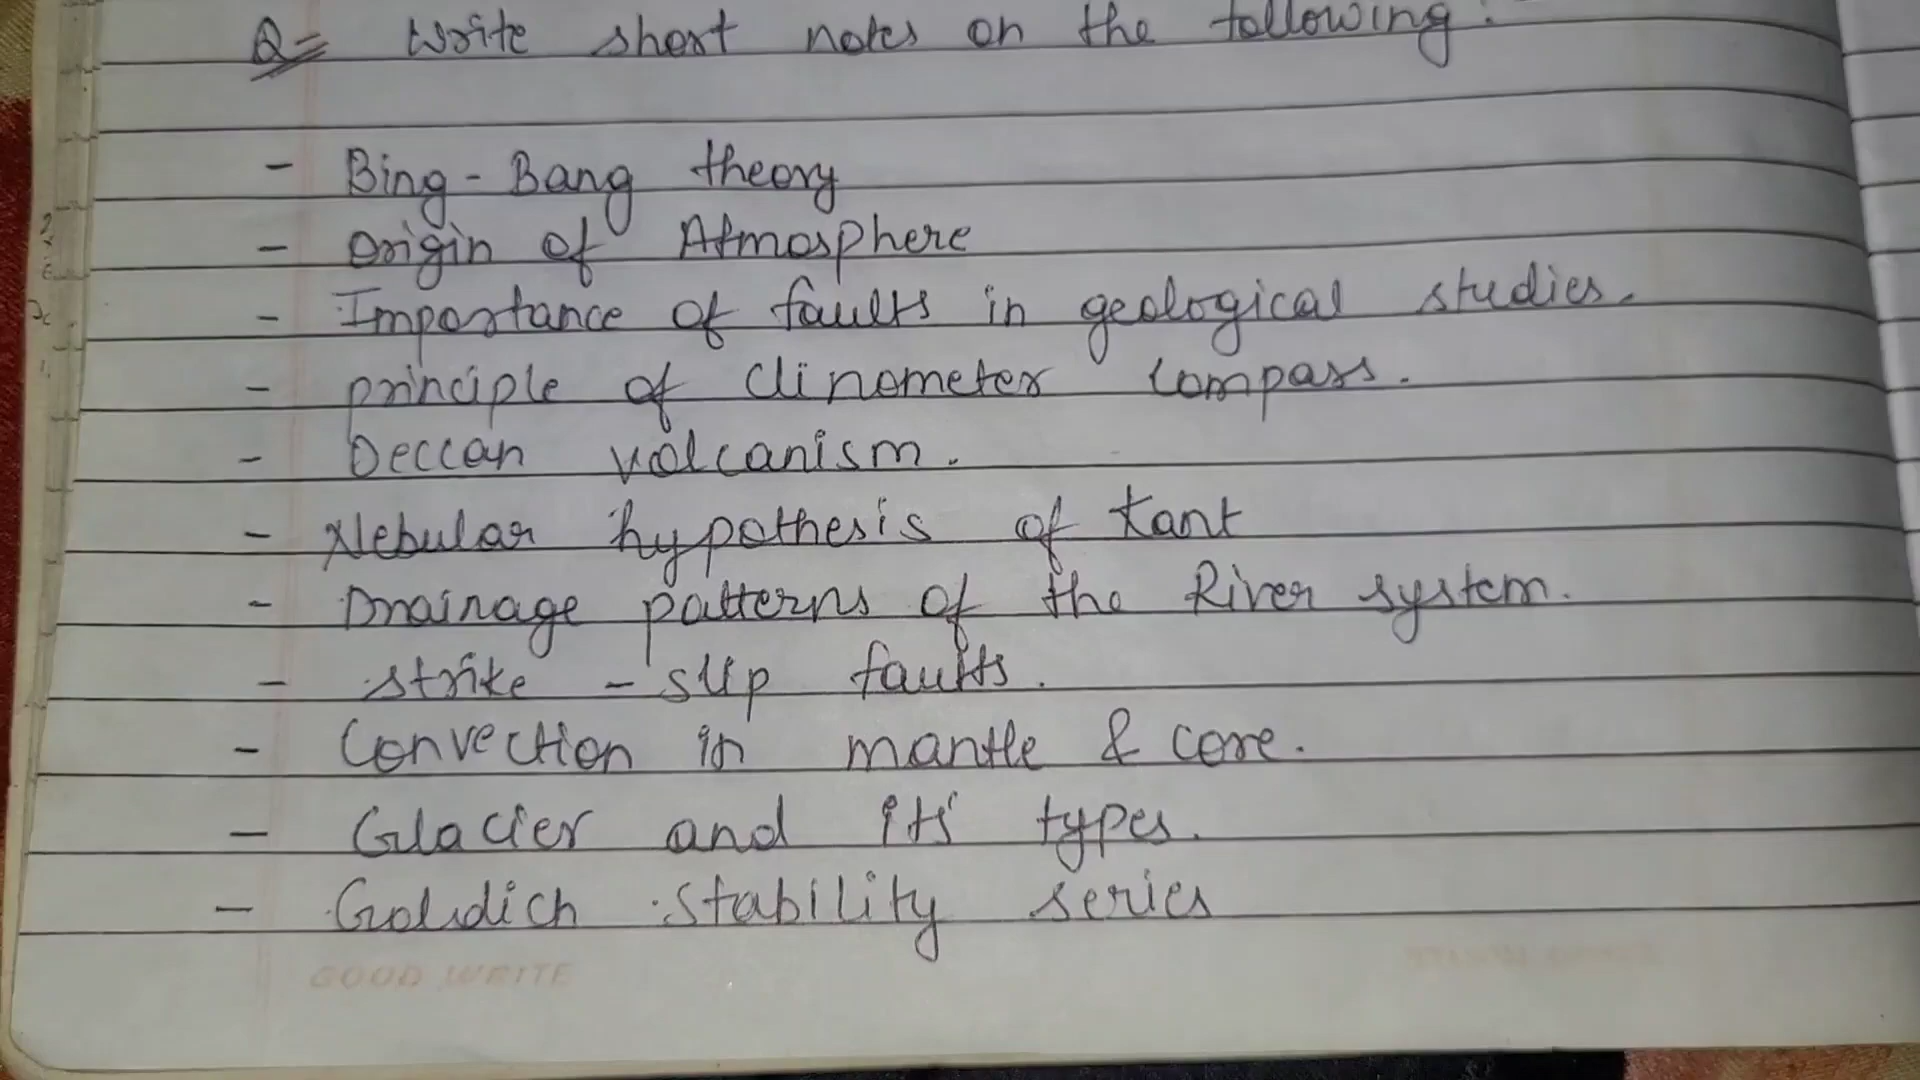 Q= Write short notes on the following:
- Bing-Bang theory
- Origin of Atmosphere
- Importance of faults in geological studies.
- principle of clinometer compass.
- Deccan volcanism.
- Nebular hypothesis of Kant
- Drainage patterns of the River system.
- strike-slip faults.
- Convection in mantle & core.
- Glacier and its' types.
- Goldich stability series
GOOD WRITE